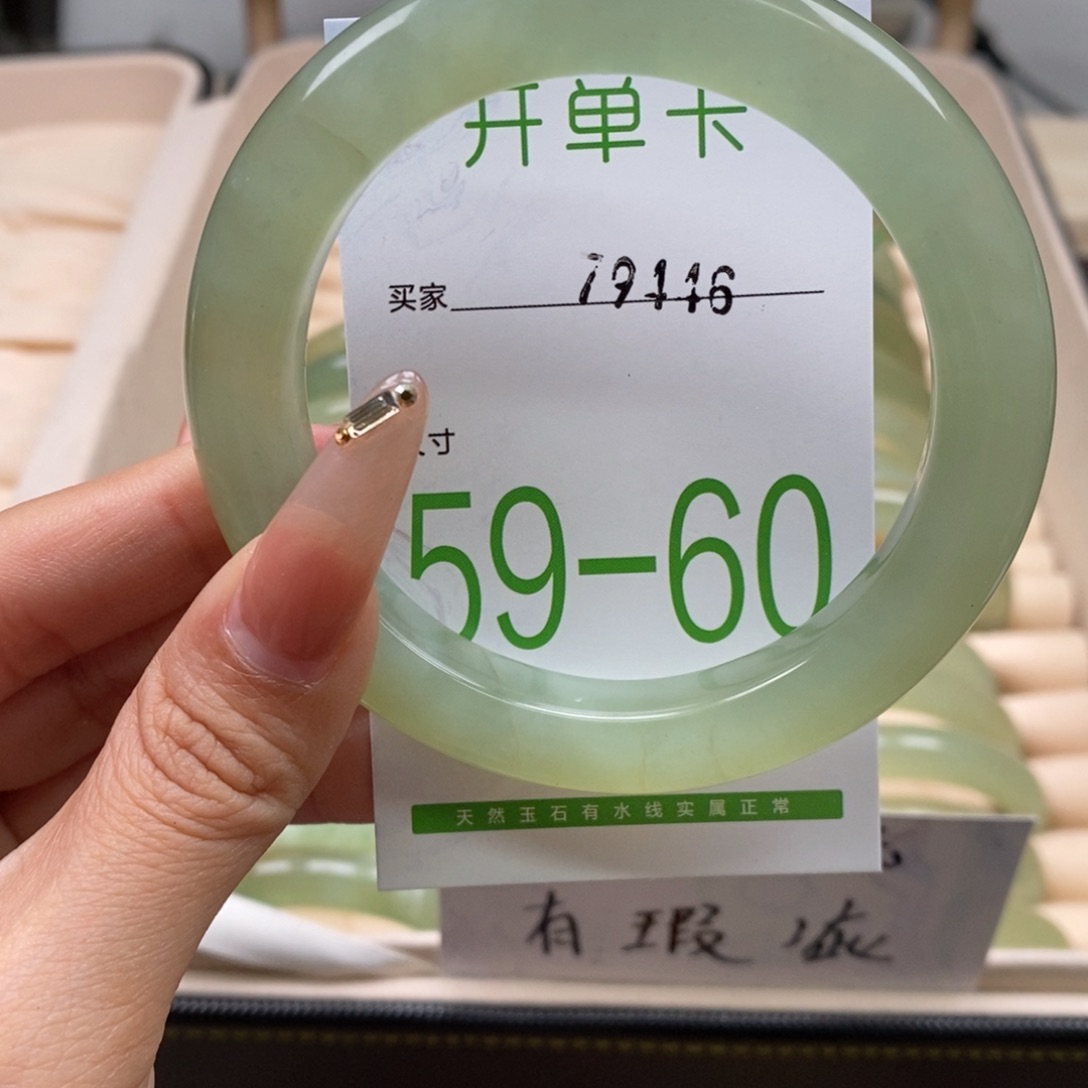 开单卡
买家 79116
寸
59-60
天然玉石有水线实属正常
有瑕疵